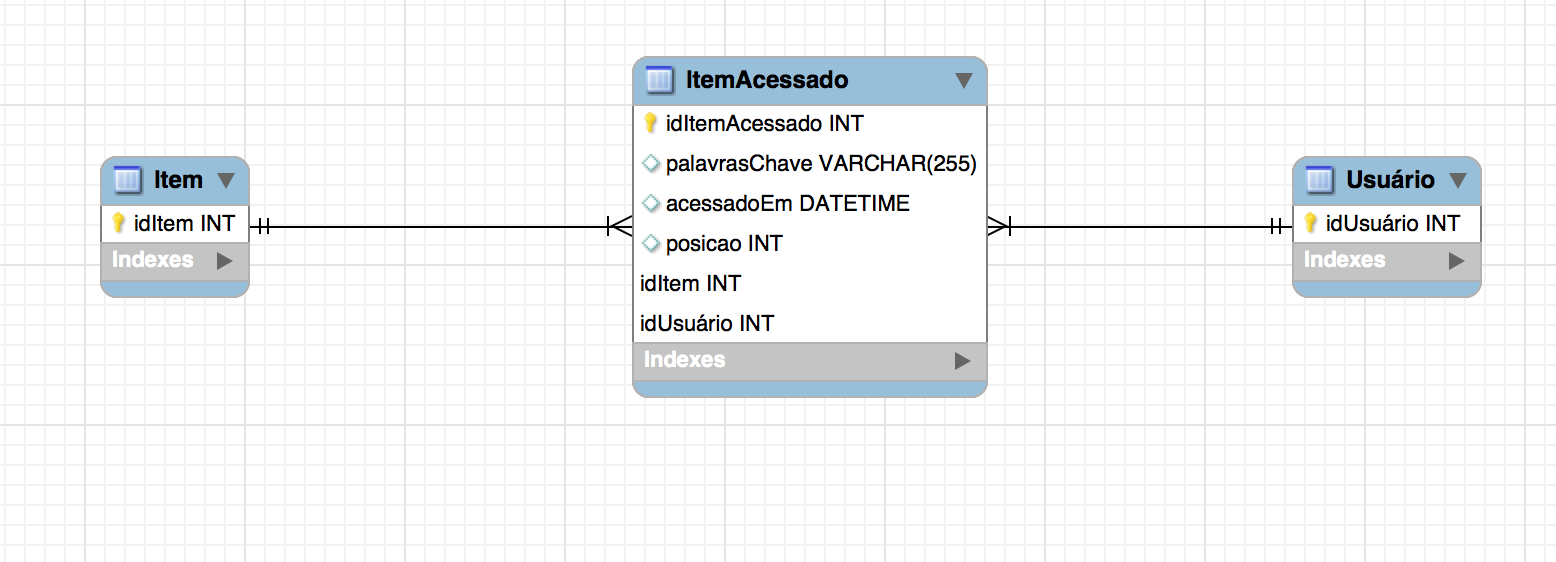 Item
idItem INT
Indexes
ItemAcessado
idItemAcessado INT
palavrasChave VARCHAR(255)
acessadoEm DATETIME
posicao INT
idItem INT
idUsuário INT
Indexes
Usuário
idUsuário INT
Indexes